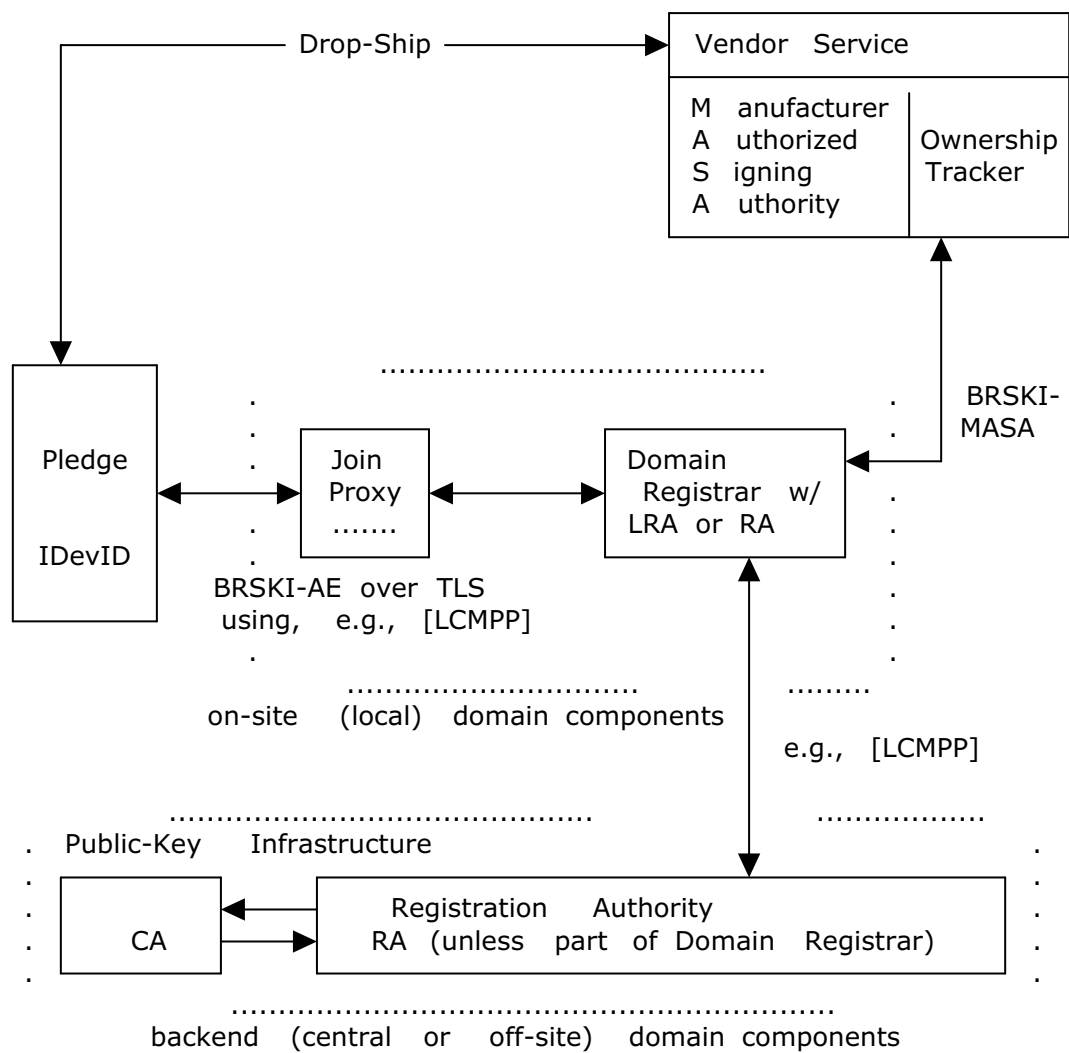 Drop-Ship
Vendor Service
M anufacturer
A uthorized
S igning
A uthority
Ownership
Tracker
BRSKI-
MASA
Pledge
IDevID
Join
Proxy
.......
Domain
Registrar w/
LRA or RA
BRSKI-AE over TLS
using, e.g., [LCMPP]
on-site (local) domain components
e.g., [LCMPP]
Public-Key Infrastructure
CA
Registration Authority
RA (unless part of Domain Registrar)
backend (central or off-site) domain components